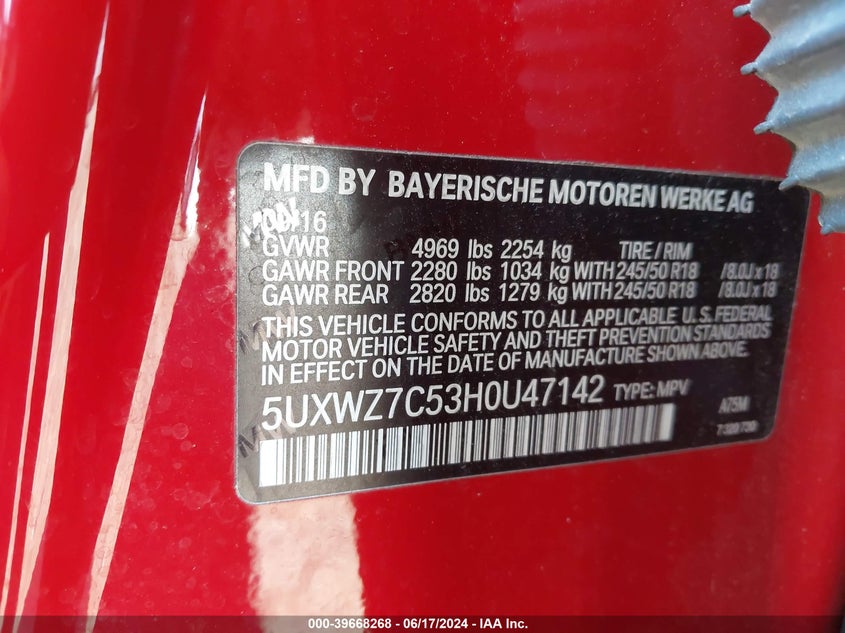 MFD BY BAYERISCHE MOTOREN WERKE AG
GVWR 4969 lbs 2254 kg TIRE / RIM
GAWR FRONT 2280 lbs 1034 kg WITH 245/50 R18 / 8.0J x 18
GAWR REAR 2820 lbs 1279 kg WITH 245/50 R18 / 8.0J x 18
THIS VEHICLE CONFORMS TO ALL APPLICABLE U.S. FEDERAL
MOTOR VEHICLE SAFETY AND THEFT PREVENTION STANDARDS
IN EFFECT ON THE DATE OF MANUFACTURE SHOWN ABOVE.
5UXWZ7C53H0U47142 TYPE: MPV
A75M
000-39668268 - 06/17/2024 - IAA Inc.